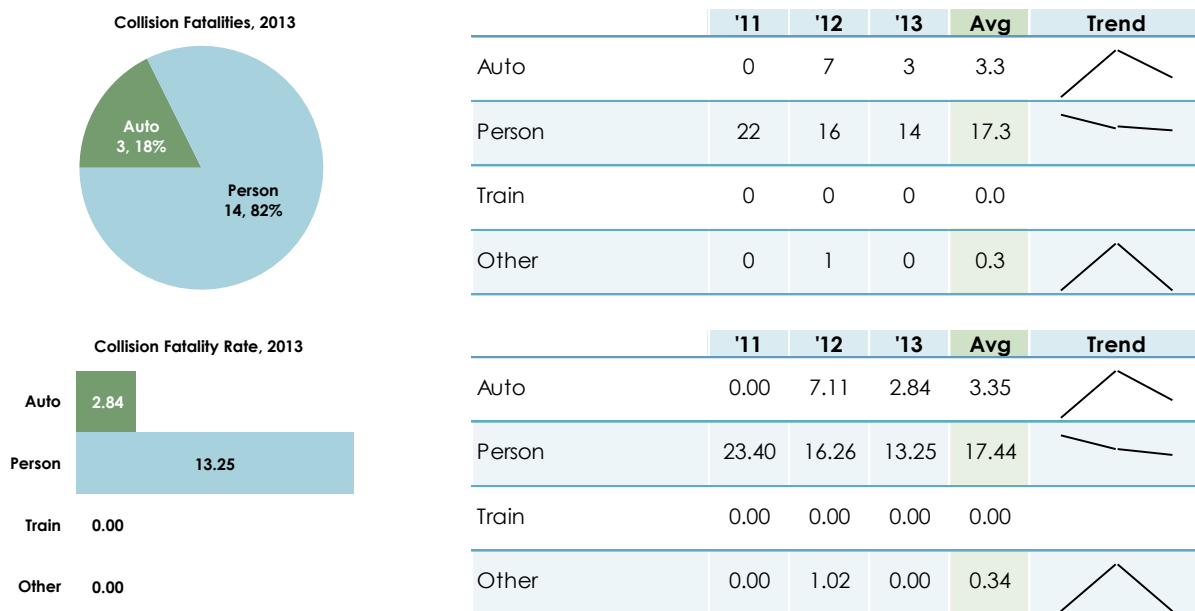 Collision Fatalities, 2013
Auto
3, 18%
Person
14, 82%
'11 '12 '13 Avg Trend
Auto 0 7 3 3.3
Person 22 16 14 17.3
Train 0 0 0 0.0
Other 0 1 0 0.3
Collision Fatality Rate, 2013
Auto 2.84
Person 13.25
Train 0.00
Other 0.00
'11 '12 '13 Avg Trend
Auto 0.00 7.11 2.84 3.35
Person 23.40 16.26 13.25 17.44
Train 0.00 0.00 0.00 0.00
Other 0.00 1.02 0.00 0.34